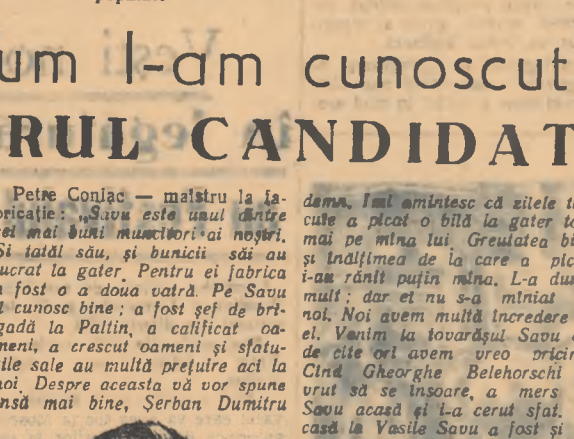 um l-am cunoscut
RUL CANDIDAT
Petre Conlac — maistru la fa-
bricație : „Savu este unul dintre
cei mai buni muncitori ai noștri.
Și tatăl său, și bunicii săi au
lucrat la gater. Pentru ei fabrica
a fost o a doua vatră. Pe Savu
l cunosc bine ; a fost șef de bri-
gadă la Paltin, a calificat oa-
meni, a crescut oameni și sfatu-
rile sale au multă prețuire aci la
noi. Despre aceasta vă vor spune
însă mai bine, Șerban Dumitru
demn. Îmi amintesc că zilele t
cute a picat o bilă la gater to
mai pe mîna lui. Greutatea bi
și înălțimea de la care a pic
i-au rănit puțin mîna. L-a du
mult ; dar el nu s-a mîniat
noi. Noi avem multă încredere
el. Venim la tovarășul Savu
de cîte ori avem vreo pricin
Cînd Gheorghe Belehorschi
vrut să se însoare, a mers
Savu acasă și i-a cerut sfat.
casă la Vasile Savu a fost și